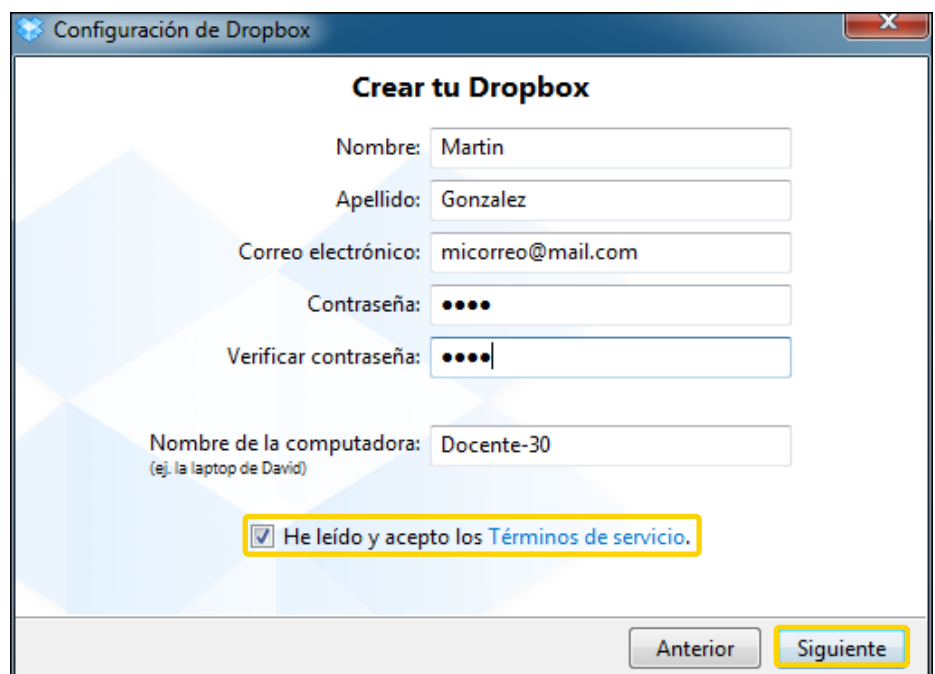 Configuración de Dropbox
X
Crear tu Dropbox
Nombre: Martin
Apellido: Gonzalez
Correo electrónico: micorreo@mail.com
Contraseña: ●●●●
Verificar contraseña: ●●●●
Nombre de la computadora: Docente-30
(ej. la laptop de David)
He leído y acepto los Términos de servicio.
Anterior Siguiente